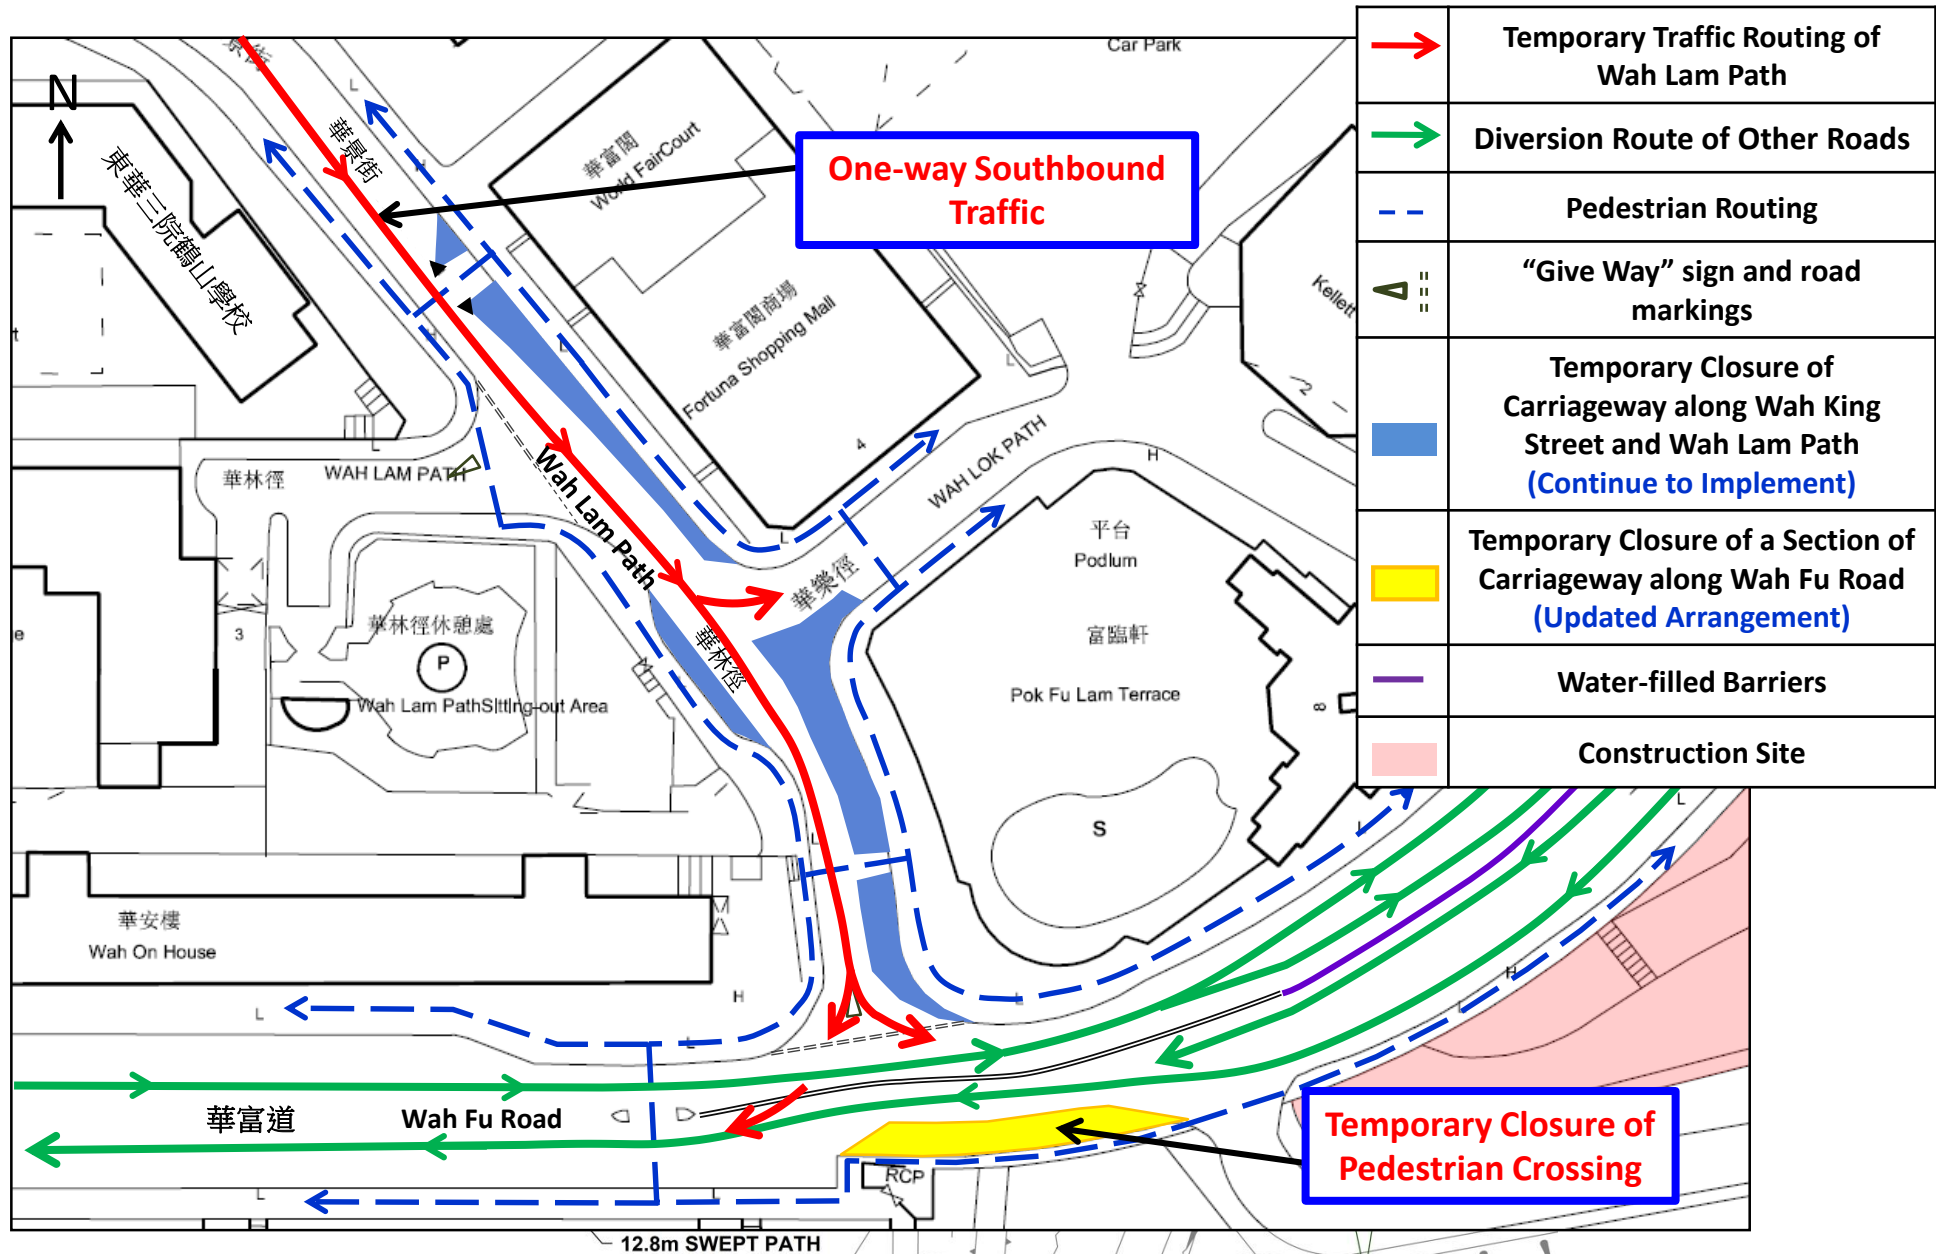 Car Park
景街
N
華景街
東華三院鶴山學校
華富閣
World FairCourt
One-way Southbound
Traffic
華富閣商場
Fortuna Shopping Mall
4
Kellett
2
WAH LOK PATH
H
L
WAH LAM PATH
華林徑
Wah Lam Path
平台
Podium
華樂徑
富臨軒
Pok Fu Lam Terrace
8
S
華林徑
華林徑休憩處
P
Wah Lam PathSitting-out Area
3
e
t
華安樓
Wah On House
H
L
華富道
Wah Fu Road
RCP
12.8m SWEPT PATH
Temporary Closure of
Pedestrian Crossing
Temporary Traffic Routing of
Wah Lam Path
Diversion Route of Other Roads
Pedestrian Routing
“Give Way” sign and road
markings
Temporary Closure of
Carriageway along Wah King
Street and Wah Lam Path
(Continue to Implement)
Temporary Closure of a Section of
Carriageway along Wah Fu Road
(Updated Arrangement)
Water-filled Barriers
Construction Site